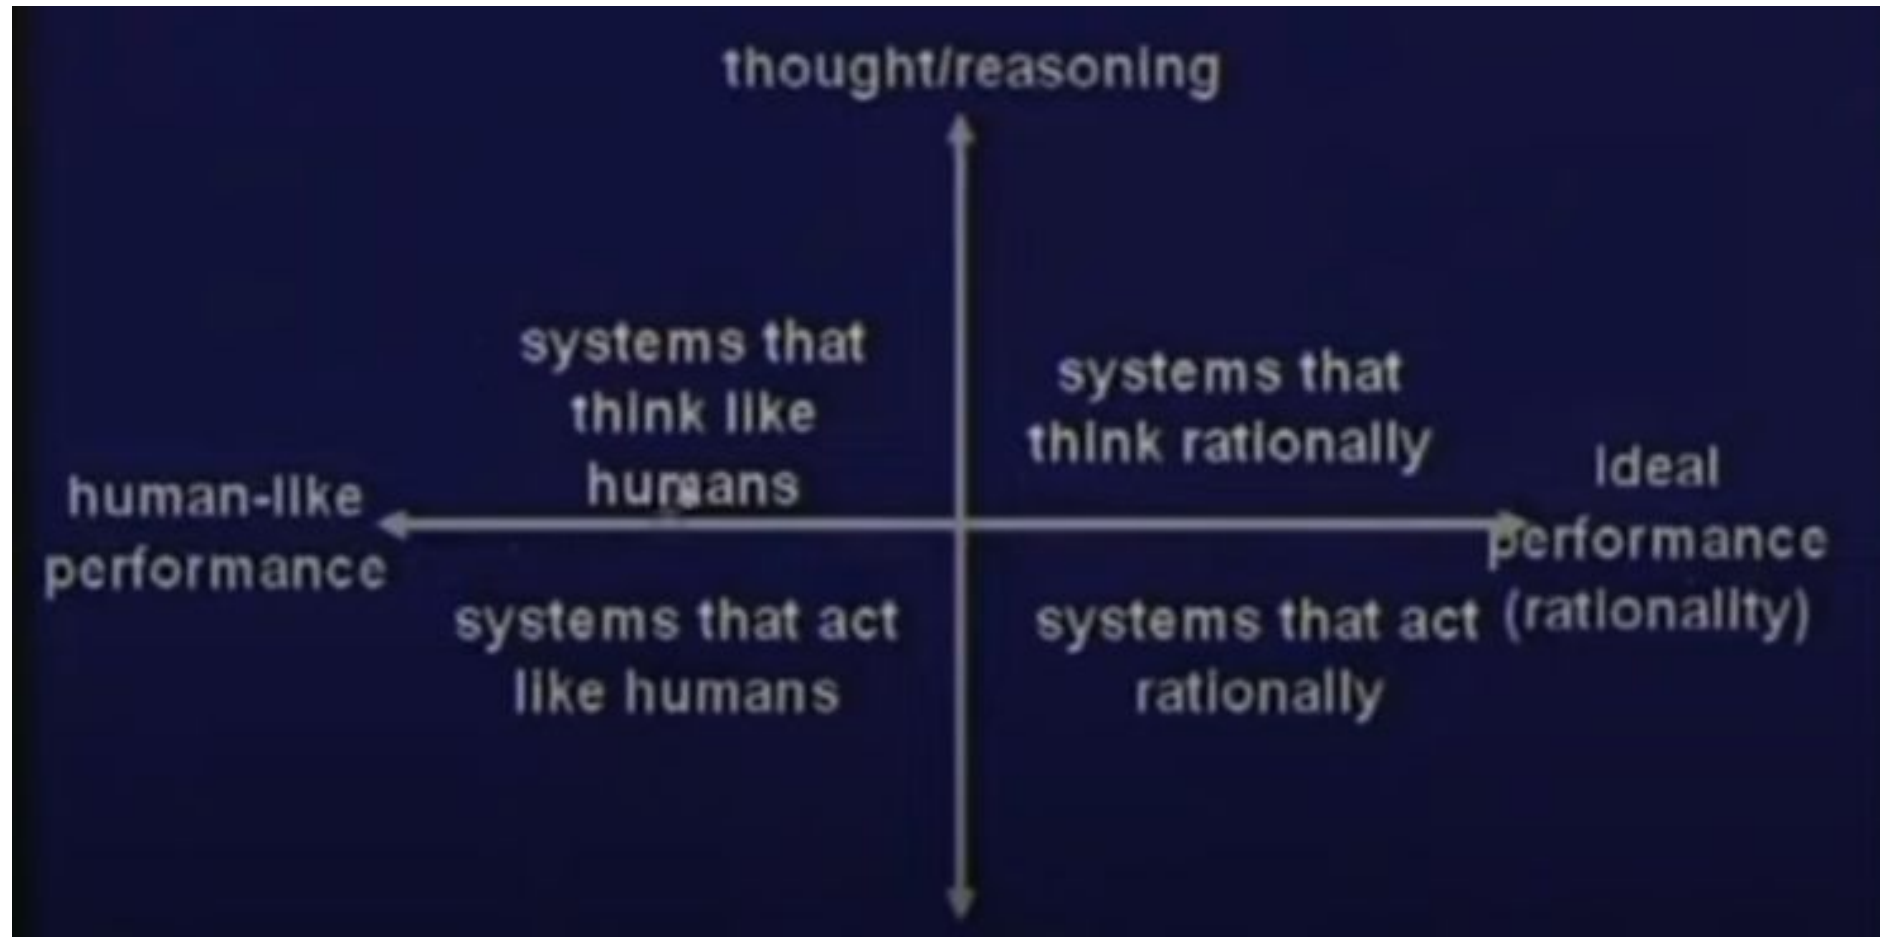 thought/reasoning
systems that
think like
humans
systems that
think rationally
human-like
performance
Ideal
performance
(rationality)
systems that act
like humans
systems that act
rationally